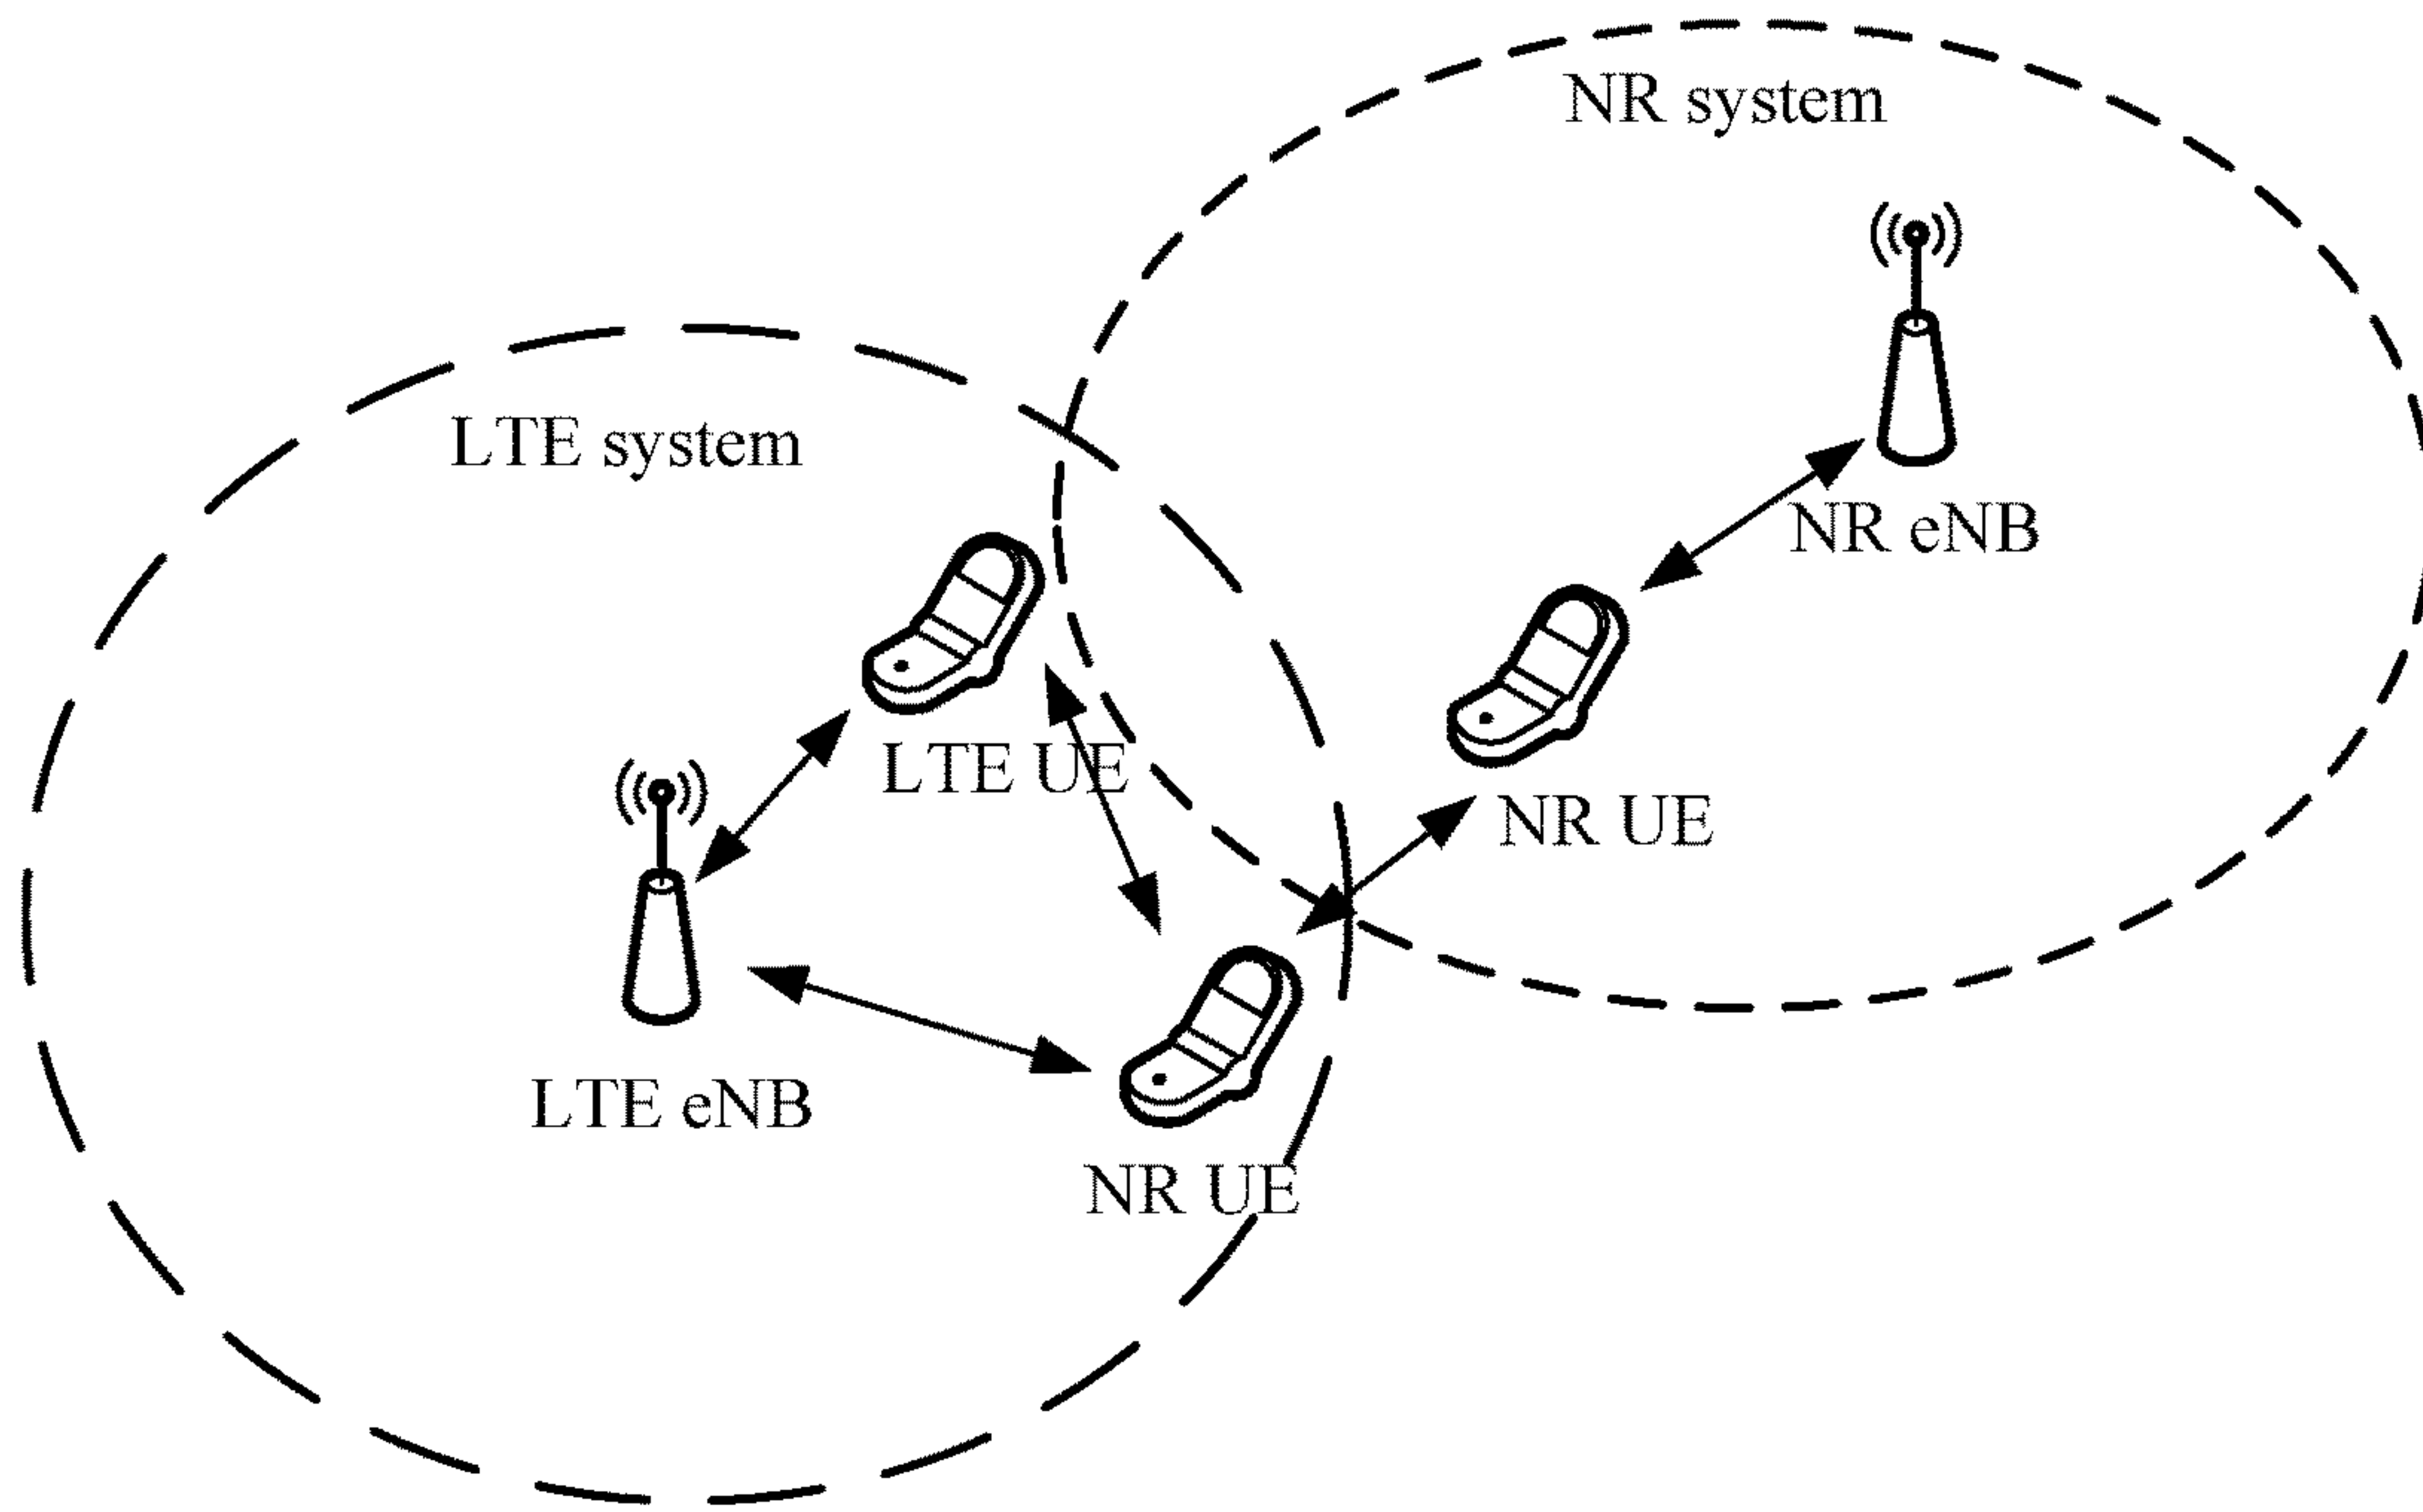 NR system
LTE system
NR eNB
LTE UE
NR UE
LTE eNB
NR UE